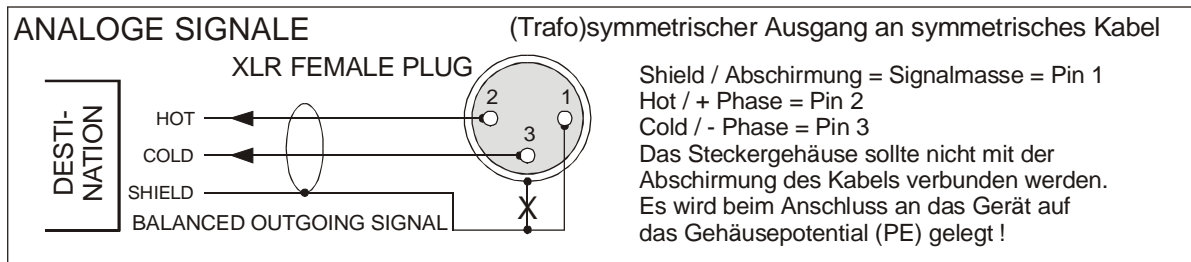 ANALOGE SIGNALE
(Trafo)symmetrischer Ausgang an symmetrisches Kabel
XLR FEMALE PLUG
2
1
3
DESTI-
NATION
HOT
COLD
SHIELD
BALANCED OUTGOING SIGNAL
X
Shield / Abschirmung = Signalmasse = Pin 1
Hot / + Phase = Pin 2
Cold / - Phase = Pin 3
Das Steckergehäuse sollte nicht mit der
Abschirmung des Kabels verbunden werden.
Es wird beim Anschluss an das Gerät auf
das Gehäusepotential (PE) gelegt !